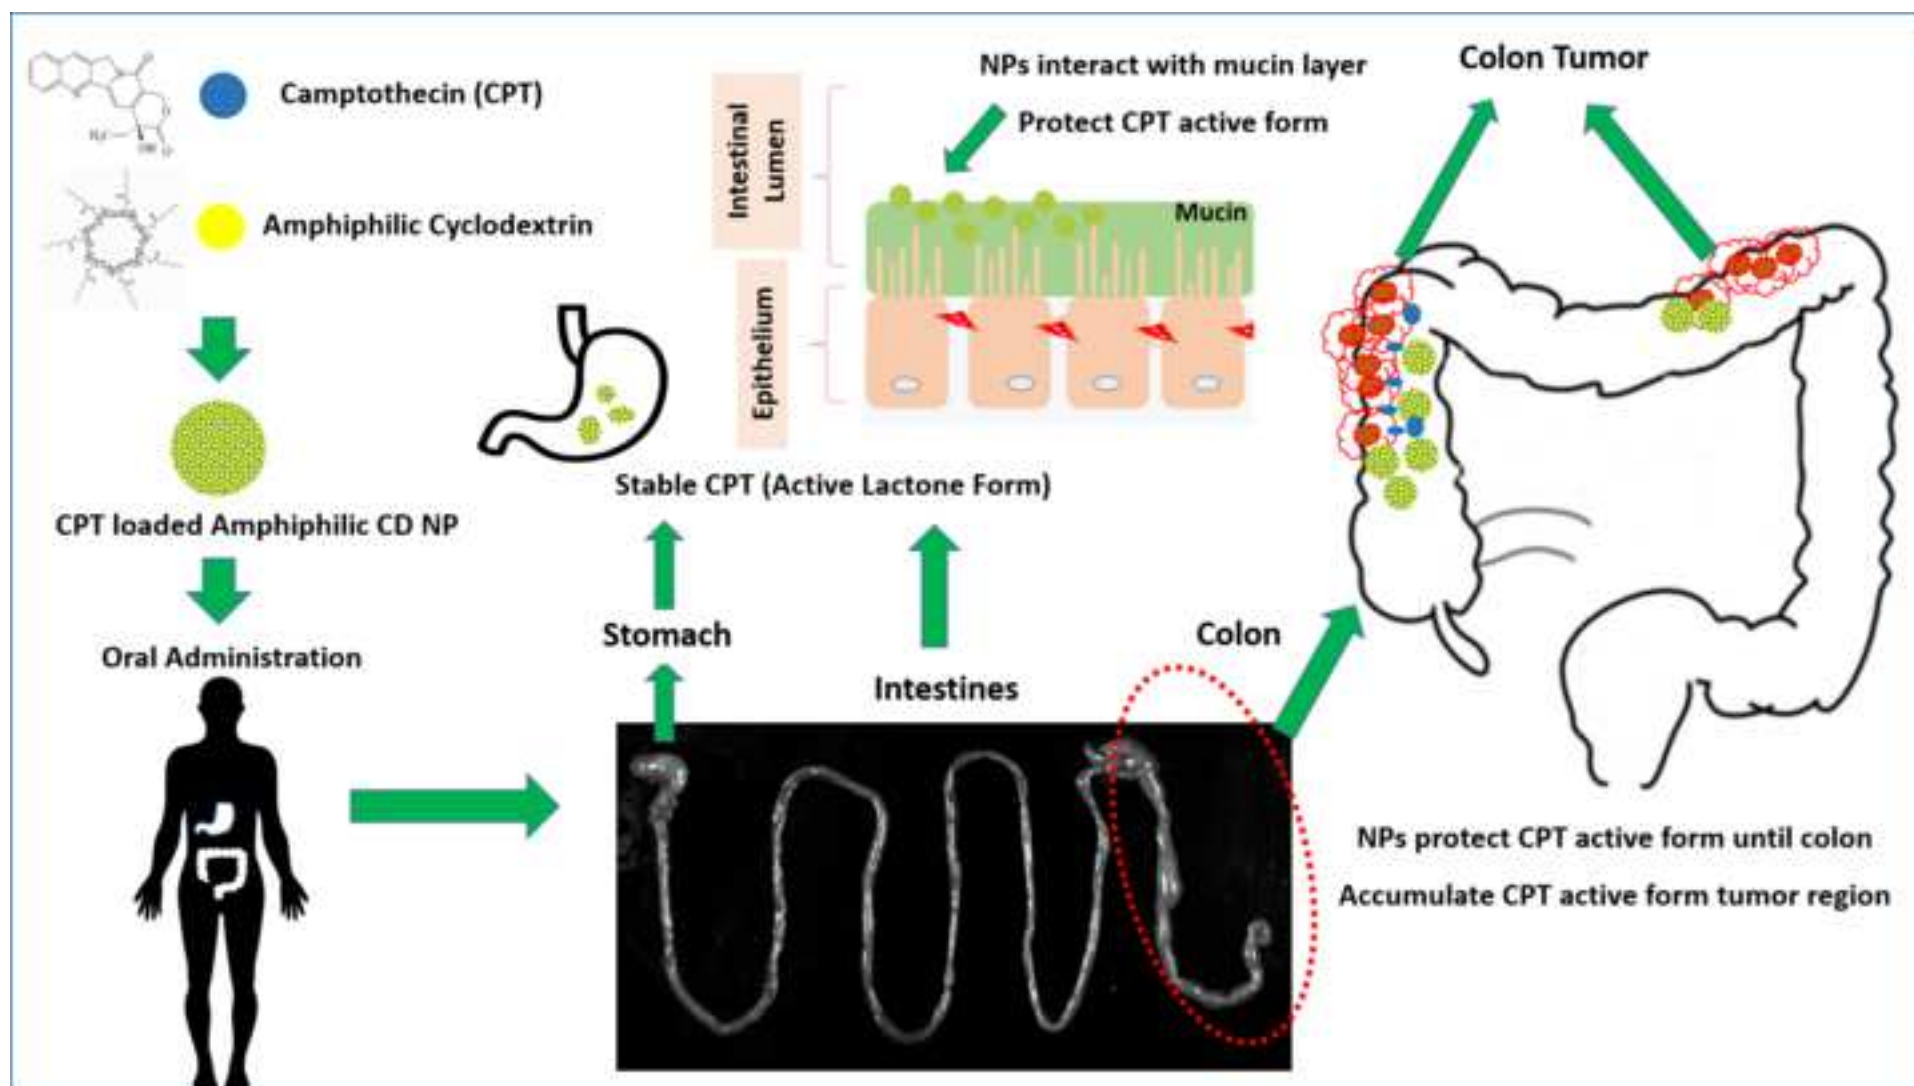 Camptothecin (CPT)
Amphiphilic Cyclodextrin
CPT loaded Amphiphilic CD NP
Oral Administration
NPs interact with mucin layer
Protect CPT active form
Intestinal
Lumen
Mucin
Epithelium
Stable CPT (Active Lactone Form)
Stomach
Intestines
Colon
Colon Tumor
NPs protect CPT active form until colon
Accumulate CPT active form tumor region